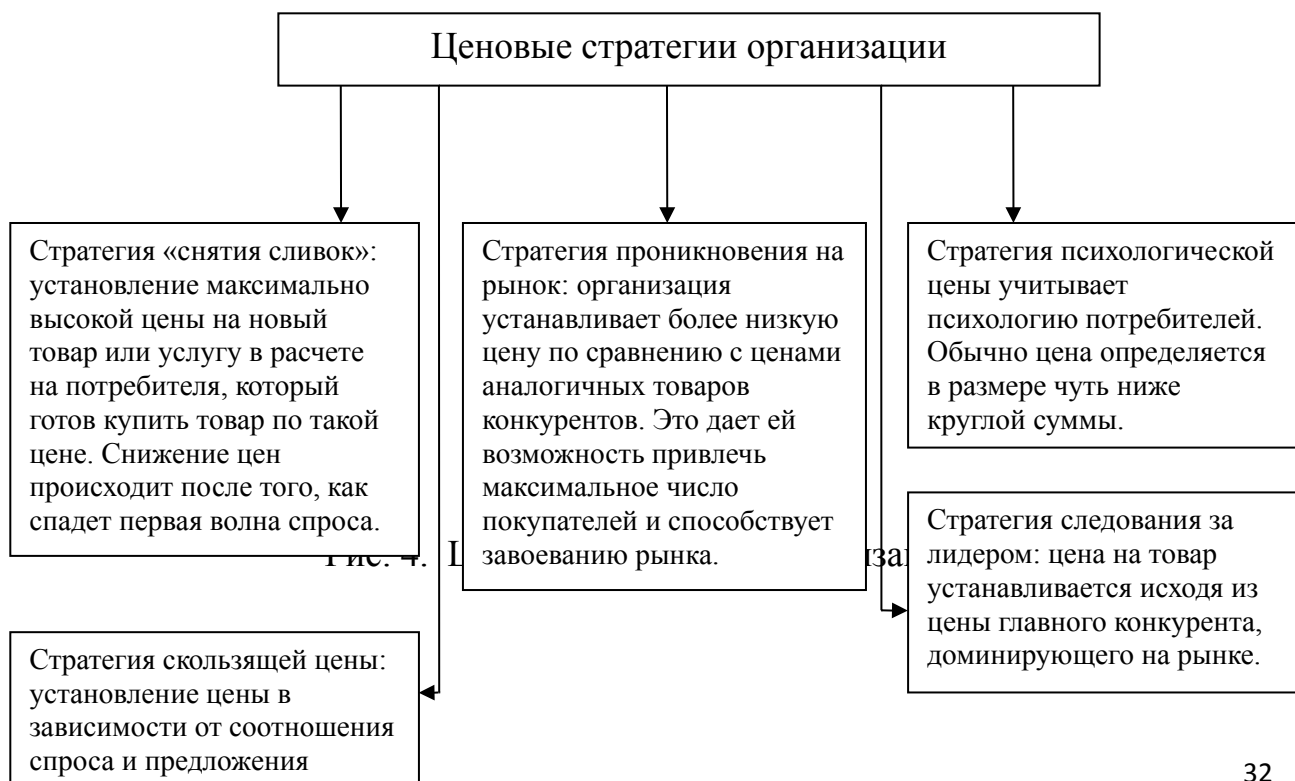 Ценовые стратегии организации
Стратегия «снятия сливок»:
установление максимально
высокой цены на новый
товар или услугу в расчете
на потребителя, который
готов купить товар по такой
цене. Снижение цен
происходит после того, как
спадет первая волна спроса.
Стратегия проникновения на
рынок: организация
устанавливает более низкую
цену по сравнению с ценами
аналогичных товаров
конкурентов. Это дает ей
возможность привлечь
максимальное число
покупателей и способствует
завоеванию рынка.
Стратегия психологической
цены учитывает
психологию потребителей.
Обычно цена определяется
в размере чуть ниже
круглой суммы.
Стратегия следования за
лидером: цена на товар
устанавливается исходя из
цены главного конкурента,
доминирующего на рынке.
Рис. 4.
Стратегия скользящей цены:
установление цены в
зависимости от соотношения
спроса и предложения
32